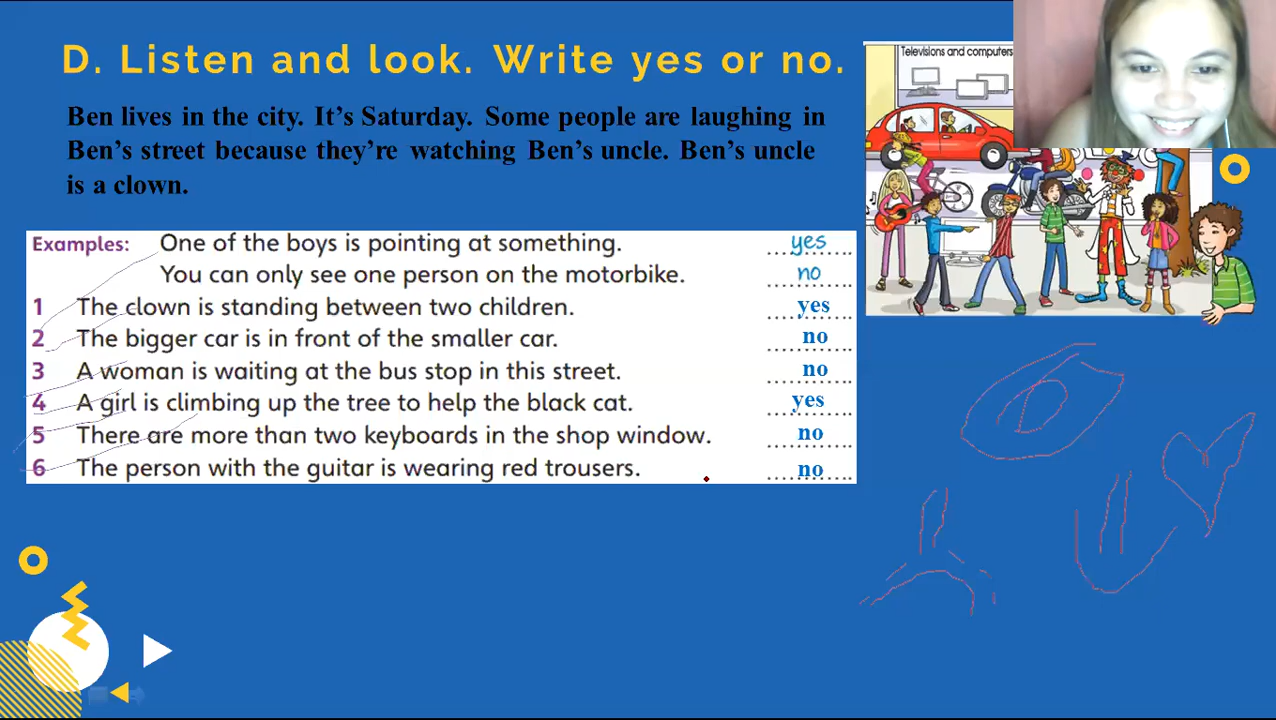 D. Listen and look. Write yes or no.
Televisions and computers
Ben lives in the city. It's Saturday. Some people are laughing in
Ben's street because they're watching Ben's uncle. Ben's uncle
is a clown.
Examples: One of the boys is pointing at something. yes
You can only see one person on the motorbike. no
1 The clown is standing between two children. yes
2 The bigger car is in front of the smaller car. no
3 A woman is waiting at the bus stop in this street. no
4 A girl is climbing up the tree to help the black cat. yes
5 There are more than two keyboards in the shop window. no
6 The person with the guitar is wearing red trousers. no